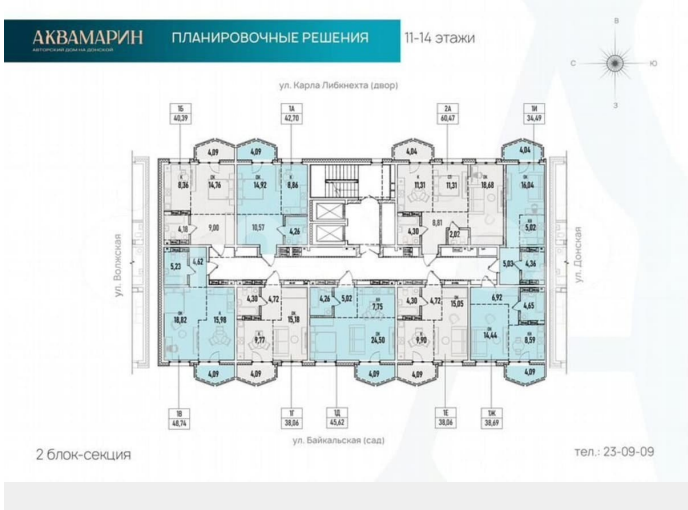 АКВАМАРИН
АВТОРСКИЙ ДОМ НА ДОНСКОЙ
ПЛАНИРОВОЧНЫЕ РЕШЕНИЯ
11-14 этажи
В
С
Ю
З
ул. Карла Либкнехта (двор)
1Б
40,39
1А
42,70
2А
60,47
1И
34,49
4,09
4,09
4,04
4,04
8,36
14,76
14,92
8,86
11,31
11,31
18,68
16,04
4,18
9,00
10,57
4,26
4,30
8,81
2,02
5,02
5,23
4,62
5,03
4,36
18,82
15,98
4,30
4,72
15,18
9,77
4,26
5,02
7,75
24,50
4,30
4,72
15,05
9,90
6,92
14,44
4,65
8,59
4,09
4,09
4,09
4,09
ул. Волжская
ул. Донская
1В
48,74
1Г
38,06
1Д
45,62
1Е
38,06
1Ж
38,69
ул. Байкальская (сад)
2 блок-секция
тел.: 23-09-09